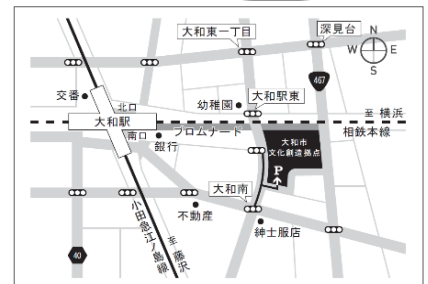 大和東一丁目
深見台
N
W E
S
467
交番
北口
幼稚園
大和駅東
至 横浜
大和駅
相鉄本線
南口
プロムナード
銀行
大和市
文化創造拠点
P
大和南
不動産
紳士服店
小田急江ノ島線
至 藤沢
40